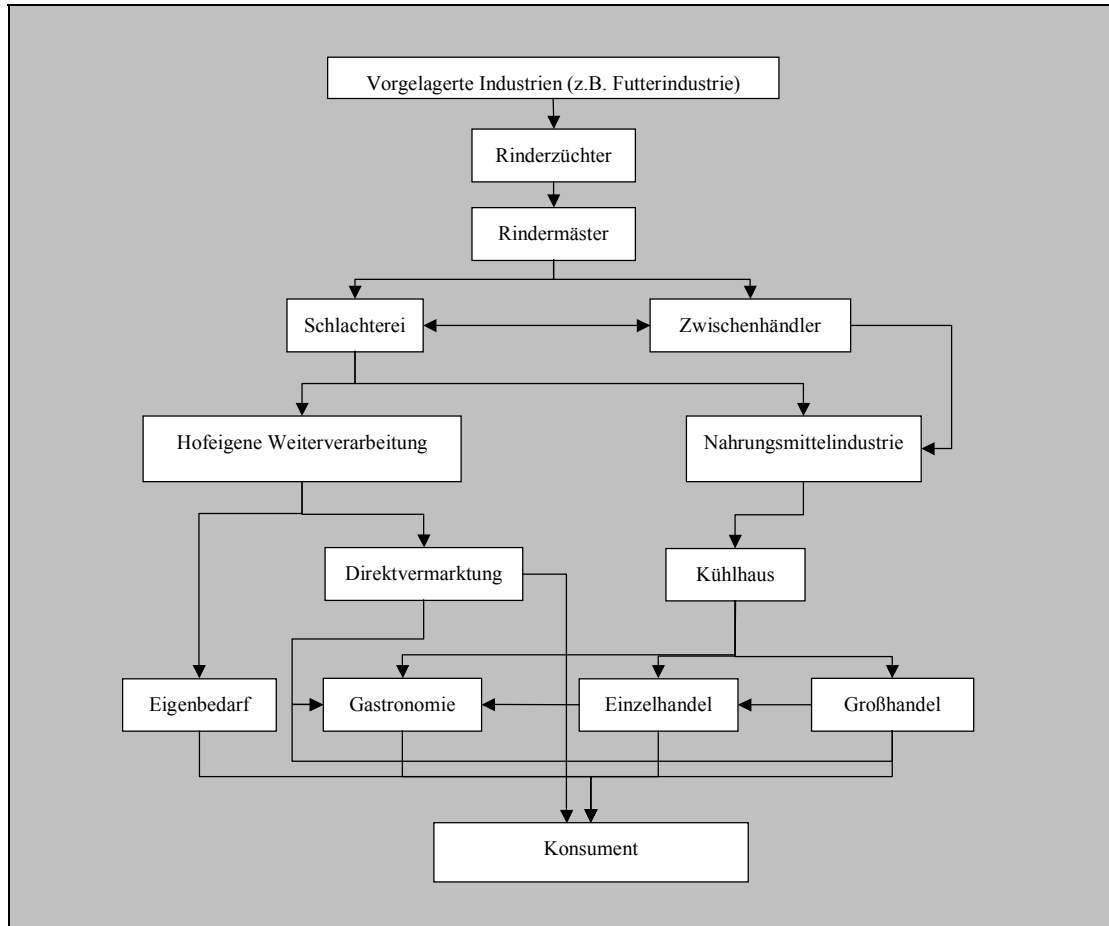 Vorgelagerte Industrien (z.B. Futterindustrie)
Rinderzüchter
Rindermäster
Schlachterei
Zwischenhändler
Hofeigene Weiterverarbeitung
Nahrungsmittelindustrie
Direktvermarktung
Kühlhaus
Eigenbedarf
Gastronomie
Einzelhandel
Großhandel
Konsument